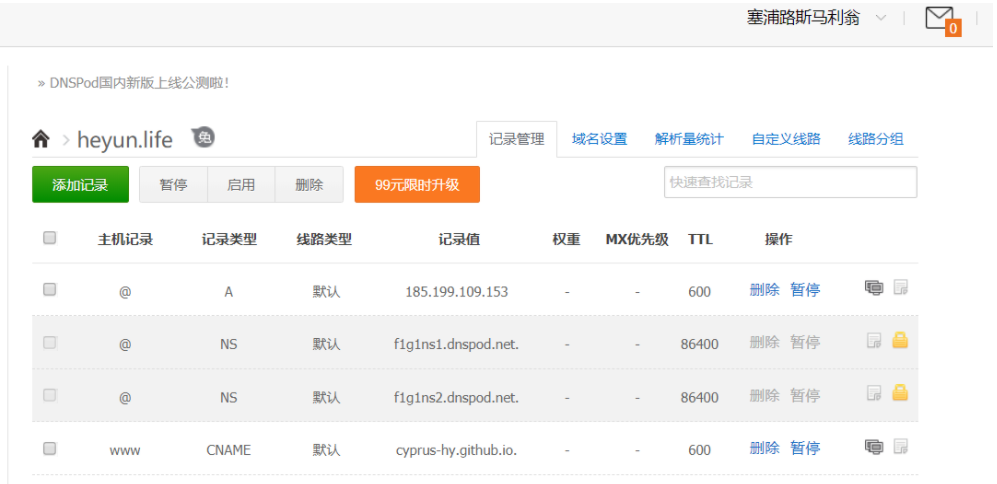 塞浦路斯马利翁
0
» DNSPod国内新版上线公测啦！
heyun.life 免
记录管理 域名设置 解析量统计 自定义线路 线路分组
添加记录 暂停 启用 删除 99元限时升级 快速查找记录
主机记录 记录类型 线路类型 记录值 权重 MX优先级 TTL 操作
@ A 默认 185.199.109.153 - - 600 删除 暂停
@ NS 默认 f1g1ns1.dnspod.net. - - 86400 删除 暂停
@ NS 默认 f1g1ns2.dnspod.net. - - 86400 删除 暂停
www CNAME 默认 cyprus-hy.github.io. - - 600 删除 暂停